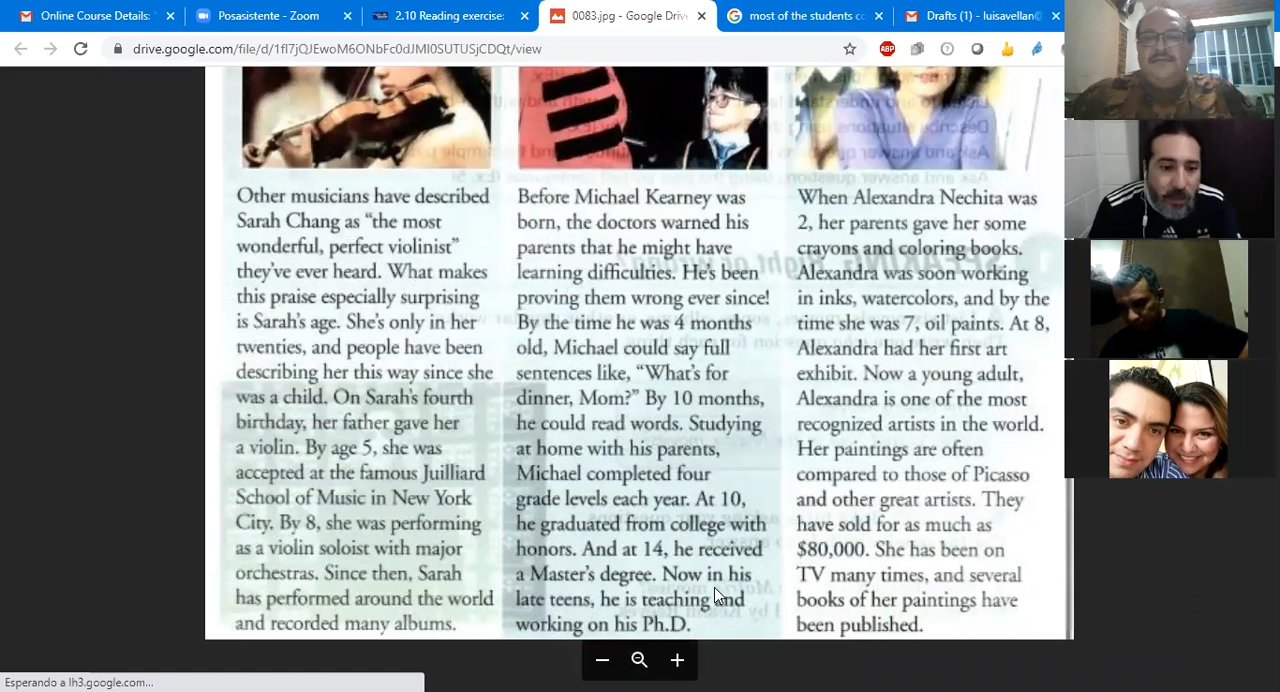 Online Course Details:
Posasistente - Zoom
2.10 Reading exercise:
0083.jpg - Google Drive
most of the students c
Drafts (1) - luisavellan
drive.google.com/file/d/1fl7jQJEwoM6ONbFc0dJMI0SUTUSjCDQt/view
ABP
Other musicians have described
Sarah Chang as “the most
wonderful, perfect violinist”
they’ve ever heard. What makes
this praise especially surprising
is Sarah’s age. She’s only in her
twenties, and people have been
describing her this way since she
was a child. On Sarah’s fourth
birthday, her father gave her
a violin. By age 5, she was
accepted at the famous Juilliard
School of Music in New York
City. By 8, she was performing
as a violin soloist with major
orchestras. Since then, Sarah
has performed around the world
and recorded many albums.
Before Michael Kearney was
born, the doctors warned his
parents that he might have
learning difficulties. He’s been
proving them wrong ever since!
By the time he was 4 months
old, Michael could say full
sentences like, “What’s for
dinner, Mom?” By 10 months,
he could read words. Studying
at home with his parents,
Michael completed four
grade levels each year. At 10,
he graduated from college with
honors. And at 14, he received
a Master’s degree. Now in his
late teens, he is teaching and
working on his Ph.D.
When Alexandra Nechita was
2, her parents gave her some
crayons and coloring books.
Alexandra was soon working
in inks, watercolors, and by the
time she was 7, oil paints. At 8,
Alexandra had her first art
exhibit. Now a young adult,
Alexandra is one of the most
recognized artists in the world.
Her paintings are often
compared to those of Picasso
and other great artists. They
have sold for as much as
$80,000. She has been on
TV many times, and several
books of her paintings have
been published.
Esperando a lh3.google.com...